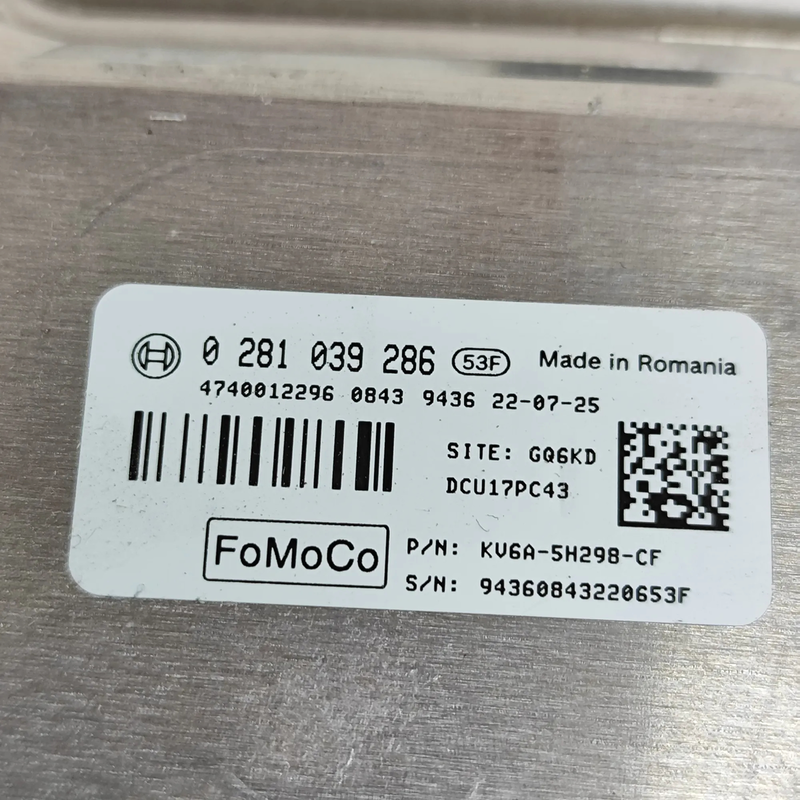 0 281 039 286 53F Made in Romania
4740012296 0843 9436 22-07-25
SITE: GQ6KD
DCU17PC43
FoMoCo
P/N: KV6A-5H298-CF
S/N: 94360843220653F